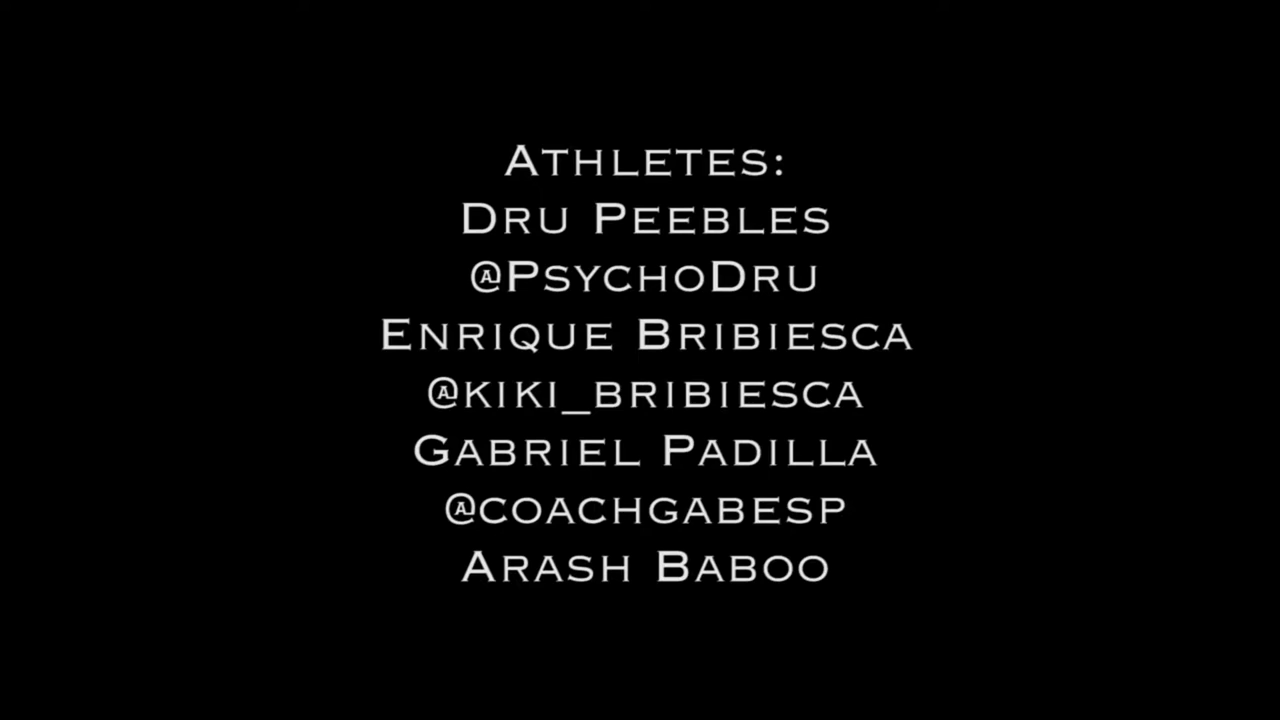 Athletes:
Dru Peebles
@PsychoDru
Enrique Bribiesca
@kiki_bribiesca
Gabriel Padilla
@coachgabesp
Arash Baboo